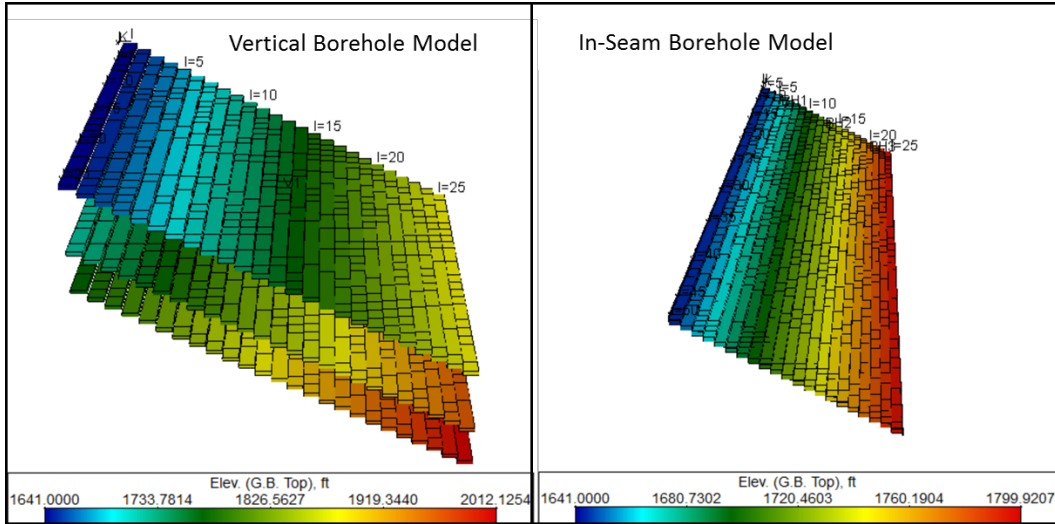 Vertical Borehole Model
I=5
I=10
I=15
I=20
I=25
Elev. (G.B. Top), ft
1641.0000 1733.7814 1826.5627 1919.3440 2012.1254
In-Seam Borehole Model
I=5
I=10
I=15
I=20
I=25
Elev. (G.B. Top), ft
1641.0000 1680.7302 1720.4603 1760.1904 1799.9207